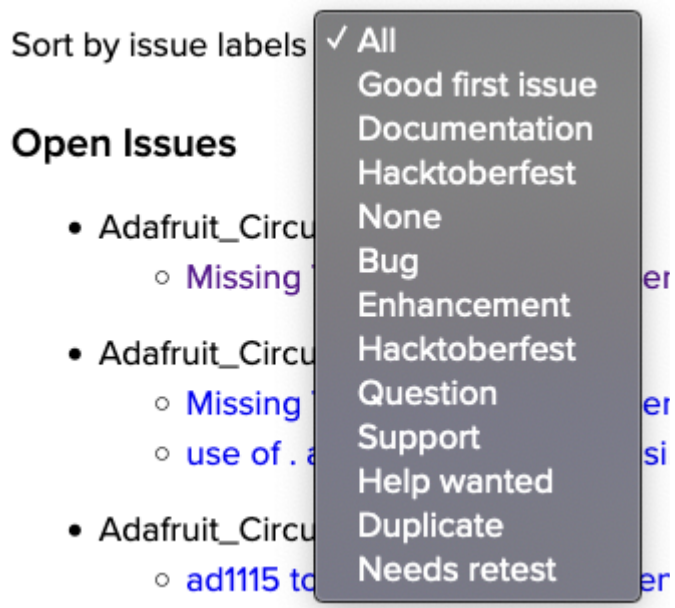 Sort by issue labels
✓ All
Good first issue
Documentation
Hacktoberfest
None
Bug
Enhancement
Hacktoberfest
Question
Support
Help wanted
Duplicate
Needs retest
Open Issues
Adafruit_Circu
Missing
Adafruit_Circu
Missing
use of .
Adafruit_Circu
ad1115 to